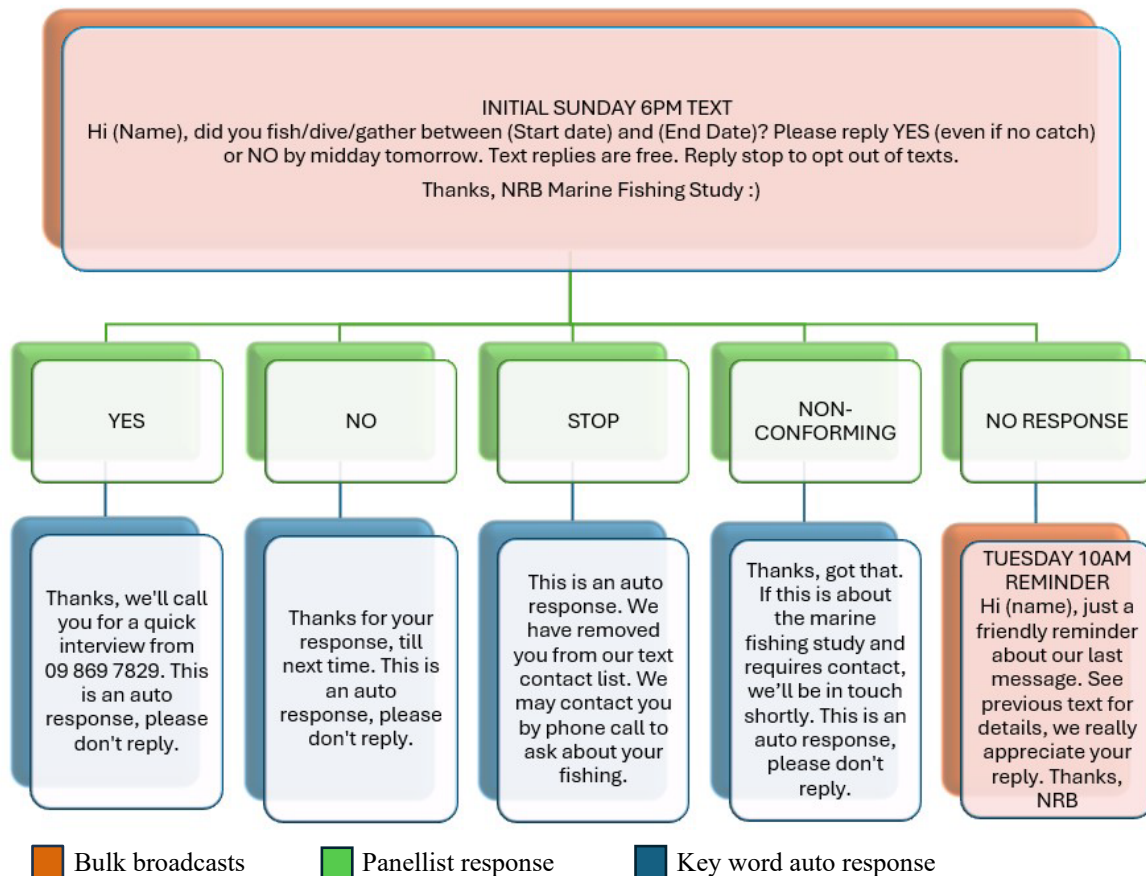 INITIAL SUNDAY 6PM TEXT
Hi (Name), did you fish/dive/gather between (Start date) and (End Date)? Please reply YES (even if no catch)
or NO by midday tomorrow. Text replies are free. Reply stop to opt out of texts.
Thanks, NRB Marine Fishing Study :)
YES
NO
STOP
NON-
CONFORMING
NO RESPONSE
Thanks, we'll call
you for a quick
interview from
09 869 7829. This
is an auto
response, please
don't reply.
Thanks for your
response, till
next time. This is
an auto
response, please
don't reply.
This is an auto
response. We
have removed
you from our text
contact list. We
may contact you
by phone call to
ask about your
fishing.
Thanks, got that.
If this is about
the marine
fishing study and
requires contact,
we’ll be in touch
shortly. This is an
auto response,
please don't
reply.
TUESDAY 10AM
REMINDER
Hi (name), just a
friendly reminder
about our last
message. See
previous text for
details, we really
appreciate your
reply. Thanks,
NRB
Bulk broadcasts
Panellist response
Key word auto response